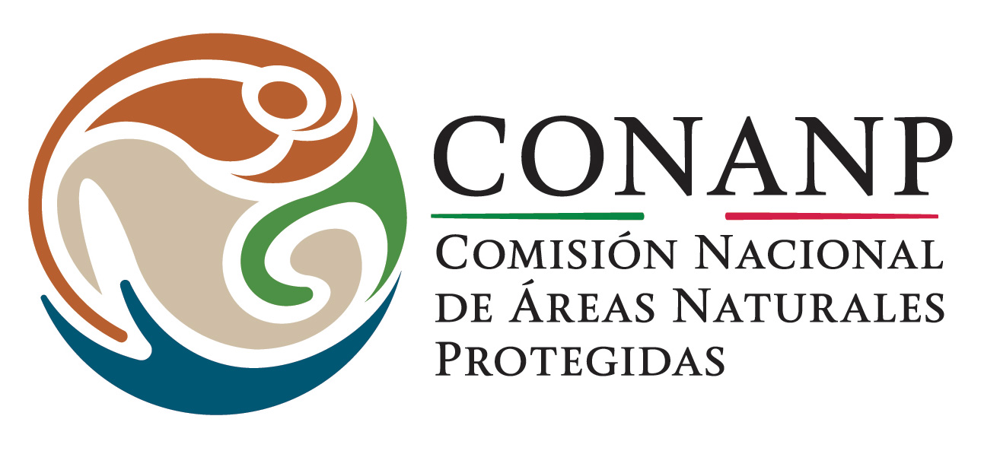 CONANP
COMISIÓN NACIONAL
DE ÁREAS NATURALES
PROTEGIDAS